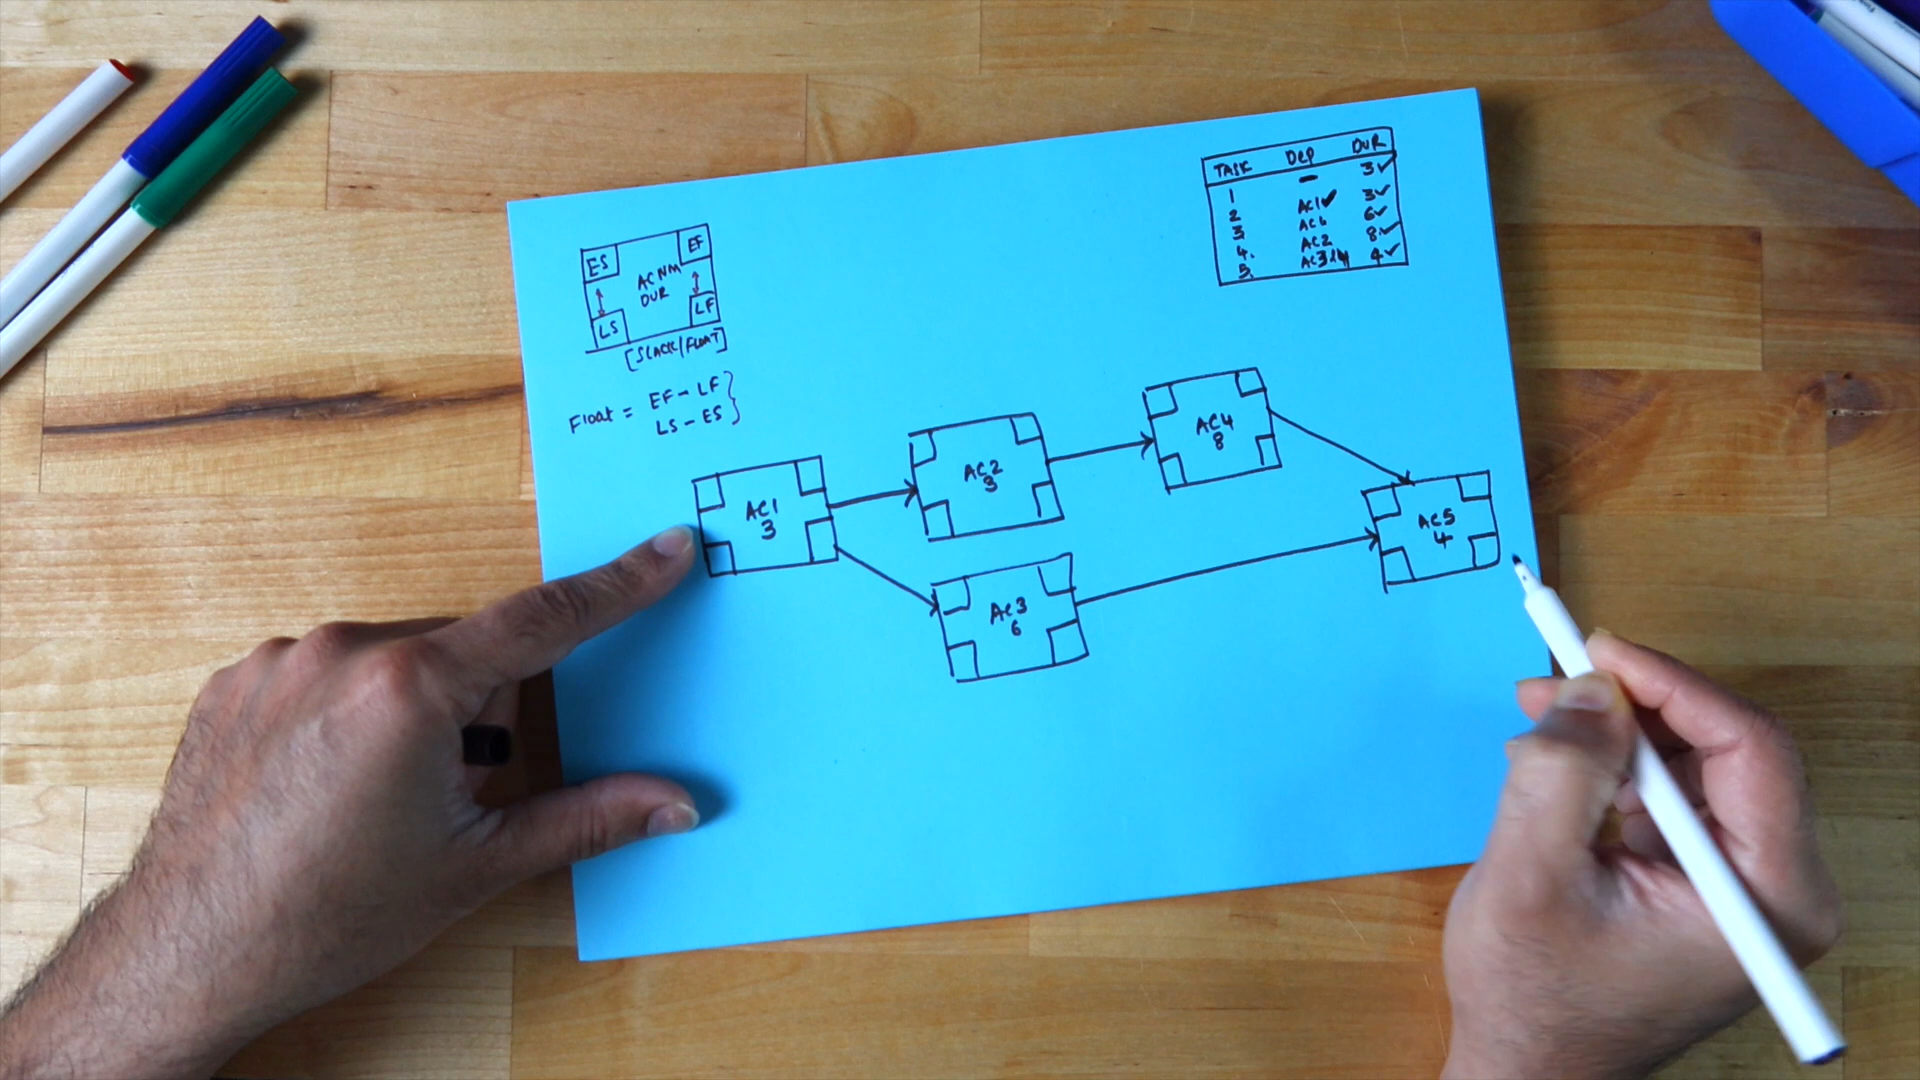 TASK DEP DUR
1 - 3✓
2 AC1✓ 3✓
3 AC1 6✓
4. AC2 8✓
5. AC3&4 4✓
ES EF
ACNM
DUR
LS LF
[SLACK/FLOAT]
Float = EF - LF
LS - ES
AC1
3
AC2
3
AC4
8
AC3
6
AC5
4